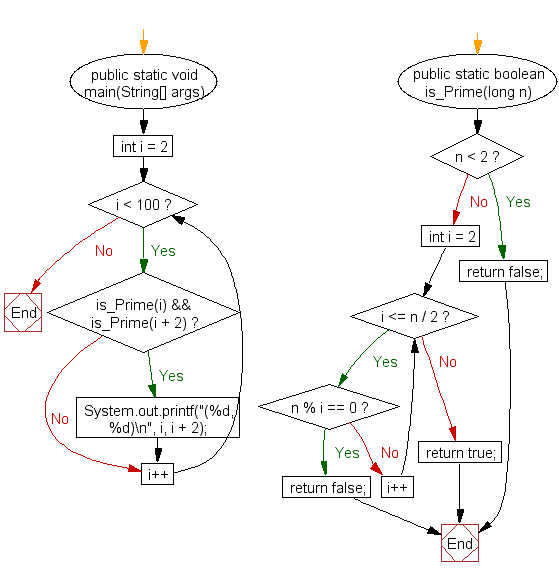 public static void
main(String[] args)
int i = 2
i < 100 ?
No
Yes
End
is_Prime(i) &&
is_Prime(i + 2) ?
Yes
No
System.out.printf("(%d,
%d)\n", i, i + 2);
i++
public static boolean
is_Prime(long n)
n < 2 ?
No
Yes
int i = 2
return false;
i <= n / 2 ?
Yes
No
n % i == 0 ?
Yes
No
return true;
return false;
i++
End